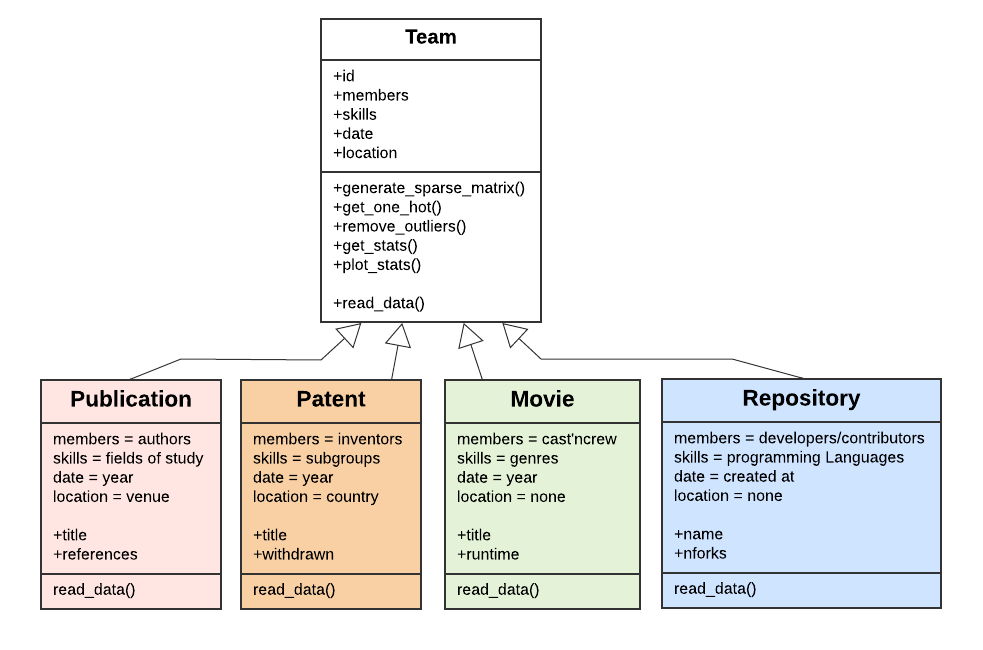 Team
+id
+members
+skills
+date
+location
+generate_sparse_matrix()
+get_one_hot()
+remove_outliers()
+get_stats()
+plot_stats()
+read_data()
Publication
members = authors
skills = fields of study
date = year
location = venue
+title
+references
read_data()
Patent
members = inventors
skills = subgroups
date = year
location = country
+title
+withdrawn
read_data()
Movie
members = cast'ncrew
skills = genres
date = year
location = none
+title
+runtime
read_data()
Repository
members = developers/contributors
skills = programming Languages
date = created at
location = none
+name
+nforks
read_data()